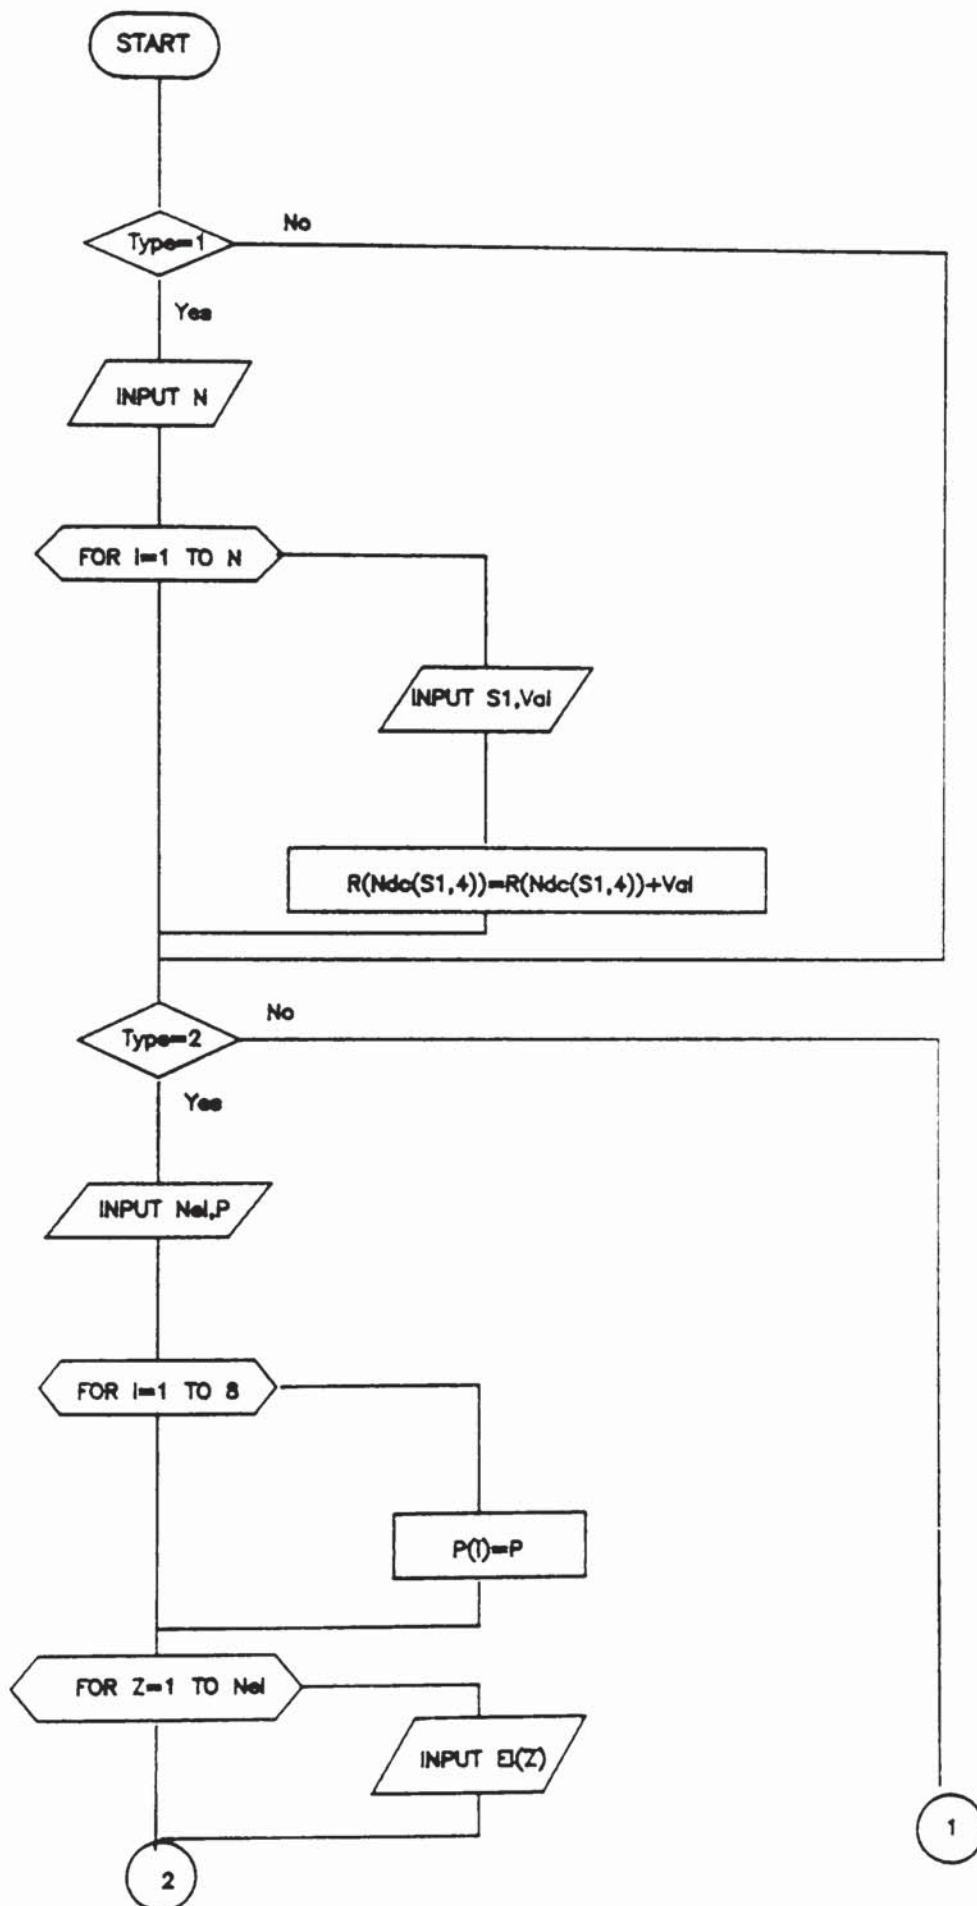 START
Type=1
No
Yes
INPUT N
FOR I=1 TO N
INPUT S1,Val
R(Ndc(S1,4))=R(Ndc(S1,4))+Val
Type=2
No
Yes
INPUT Nel,P
FOR I=1 TO 8
P(I)=P
FOR Z=1 TO Nel
INPUT El(Z)
1
2